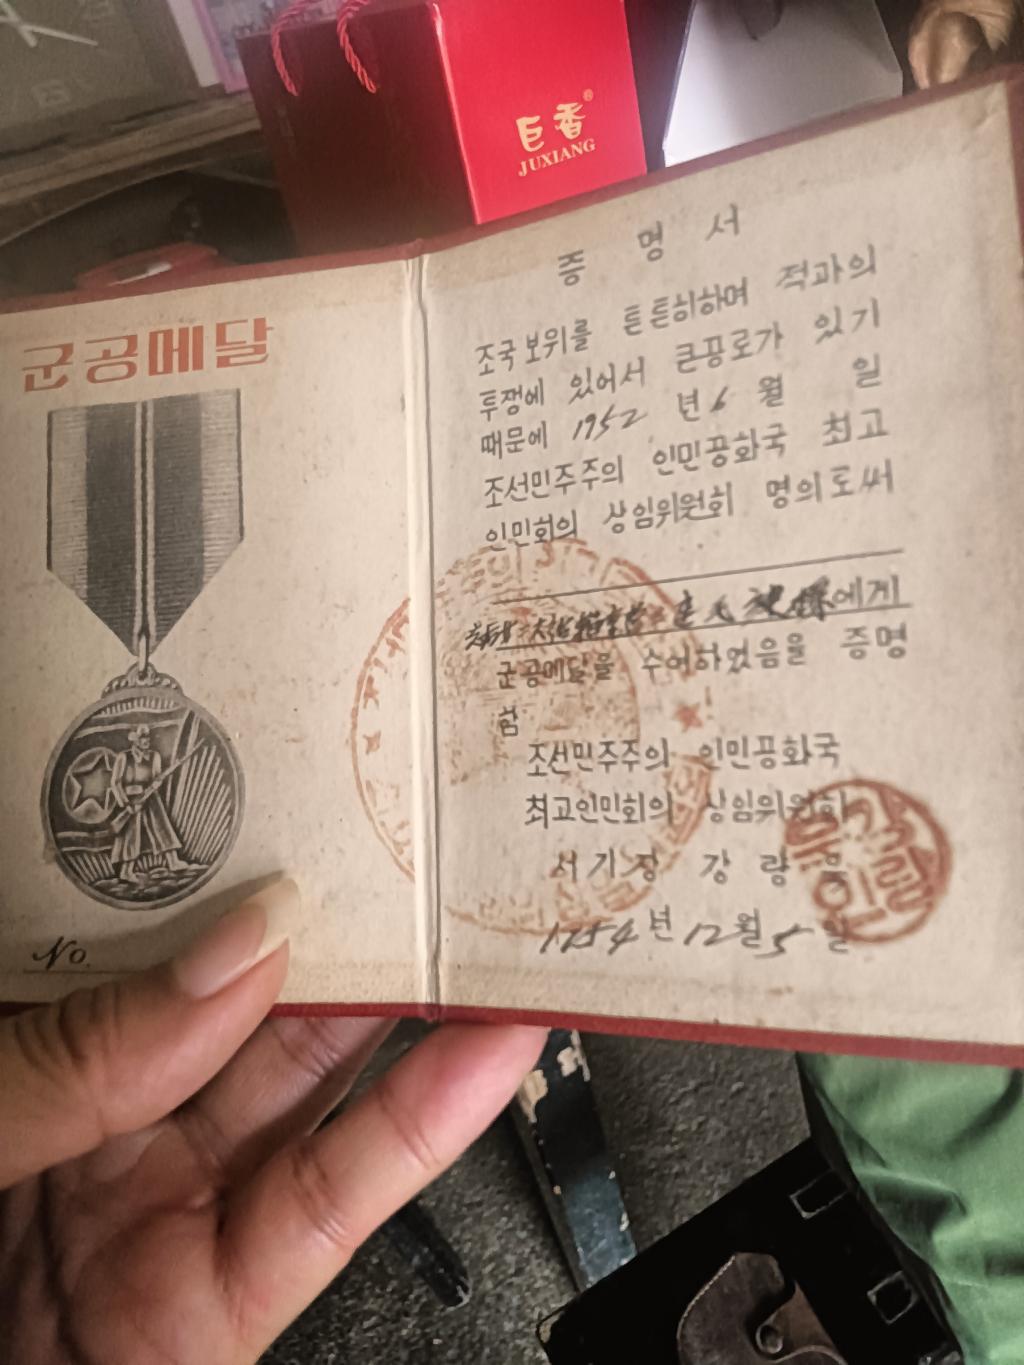 巨香®
JUXIANG
군공메달
No.
증 명 서
조국 보위를 튼튼히하며 적과의
투쟁에 있어서 큰공로가 있기
때문에 1952 년 6 월 일
조선민주주의 인민공화국 최고
인민회의 상임위원회 명의로써
에게
군공메달을 수여하였음을 증명
함
조선민주주의 인민공화국
최고인민회의 상임위원회
서기장 강 량
1954 년 12 월 5 일